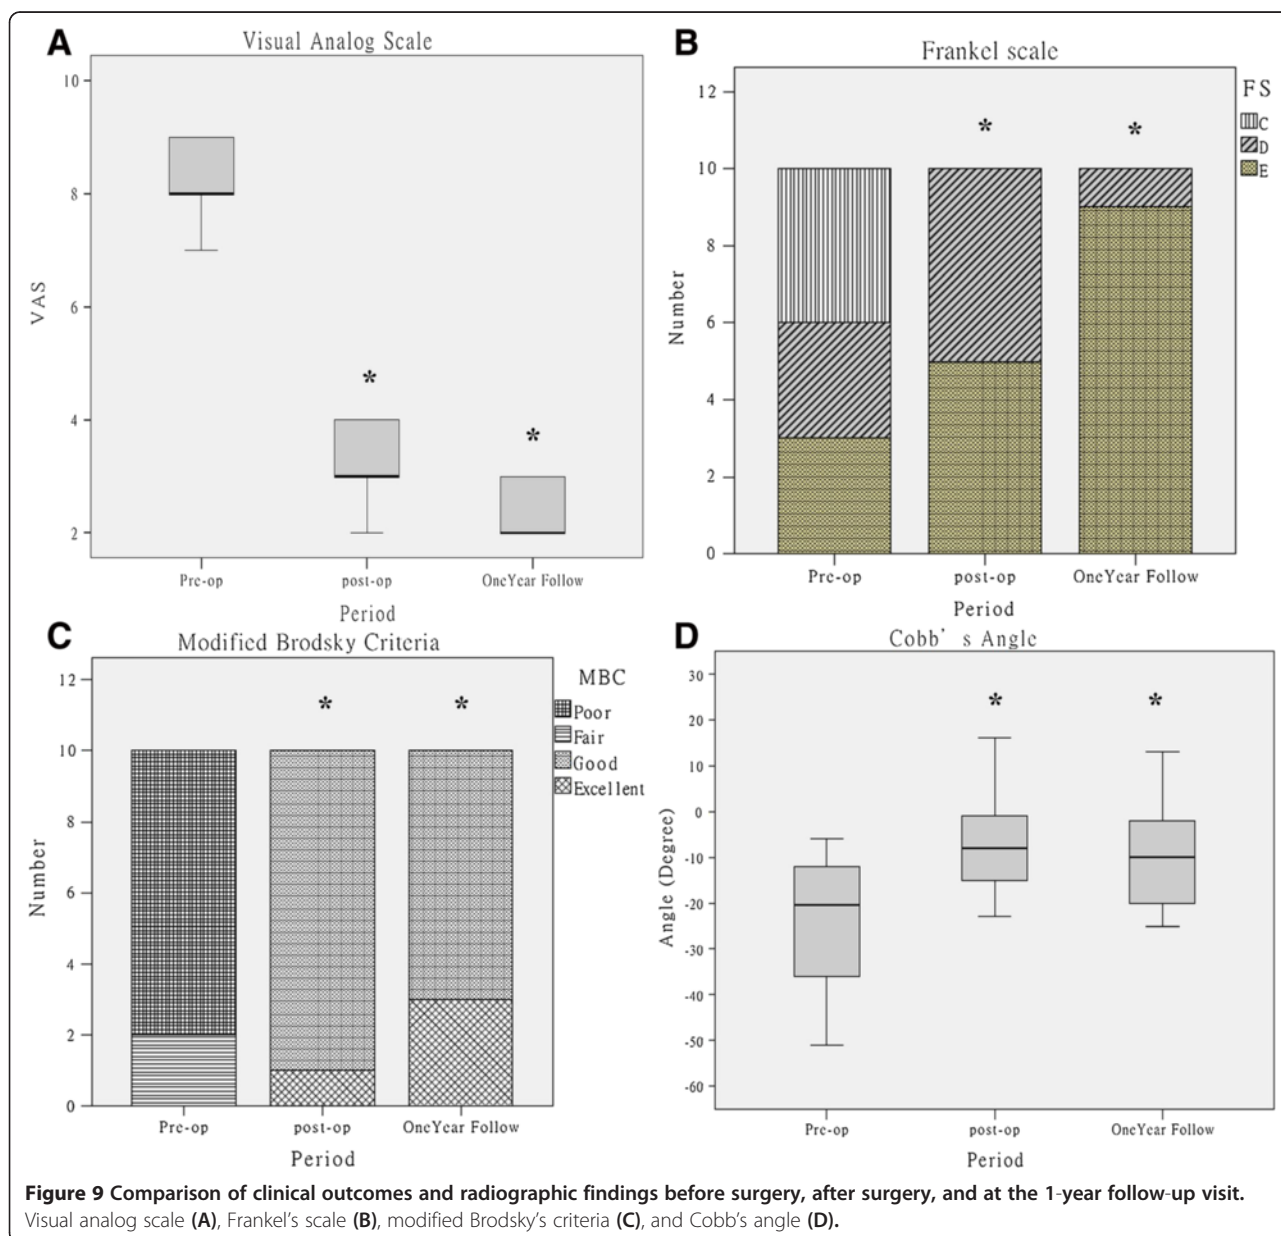 A
Visual Analog Scale
10
8
6
4
2
VAS
*
*
Pre-op
post-op
OneYear Follow
Period
B
Frankel scale
12
10
8
6
4
2
0
Number
*
*
FS
C
D
E
Pre-op
post-op
OneYear Follow
Period
C
Modified Brodsky Criteria
12
10
8
6
4
2
0
Number
*
*
MBC
Poor
Fair
Good
Excellent
Pre-op
post-op
OneYear Follow
Period
D
Cobb's Angle
30
20
10
0
-10
-20
-30
-40
-50
-60
Angle (Degree)
*
*
Pre-op
post-op
OneYear Follow
Period
Figure 9 Comparison of clinical outcomes and radiographic findings before surgery, after surgery, and at the 1-year follow-up visit.
Visual analog scale (A), Frankel's scale (B), modified Brodsky's criteria (C), and Cobb's angle (D).